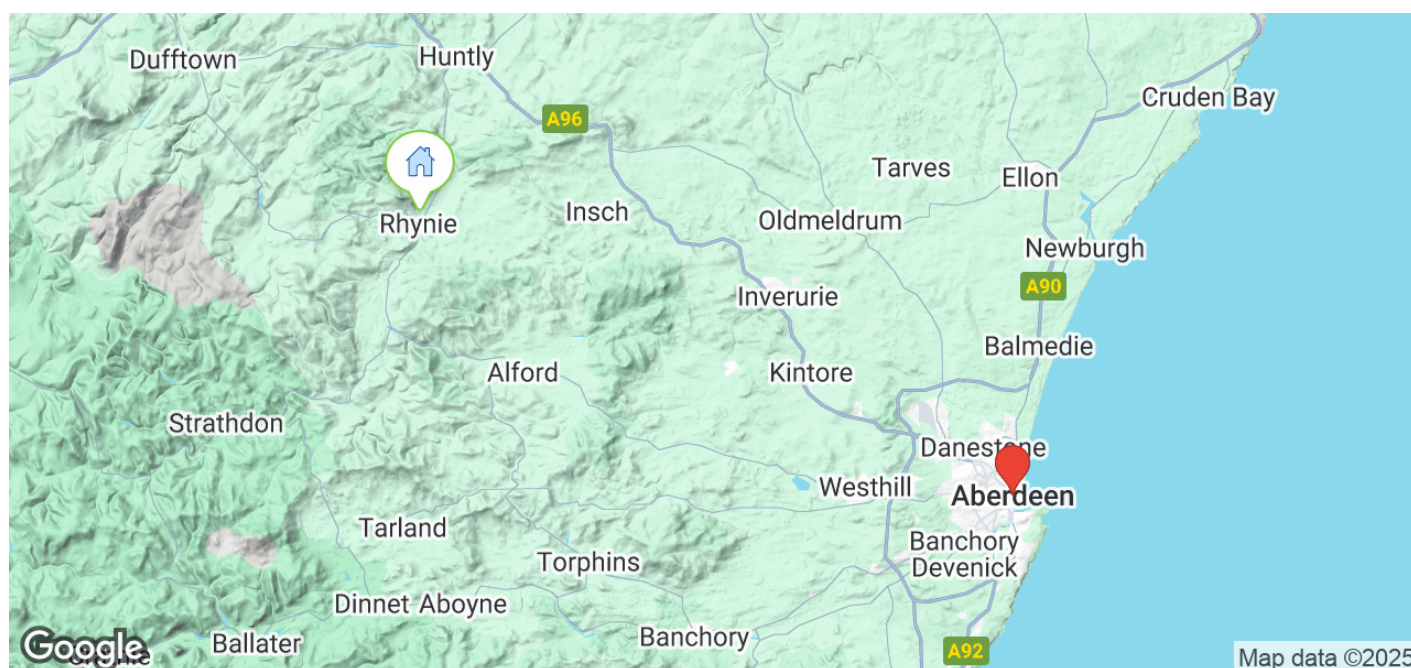 Dufftown
Huntly
Cruden Bay
A96
Tarves
Ellon
Rhynie
Insch
Oldmeldrum
Newburgh
A90
Inverurie
Balmedie
Alford
Kintore
Strathdon
Danestone
Westhill
Aberdeen
Tarland
Torphins
Banchory
Devenick
Dinnet
Aboyne
Banchory
Ballater
Google
A92
Map data ©2025